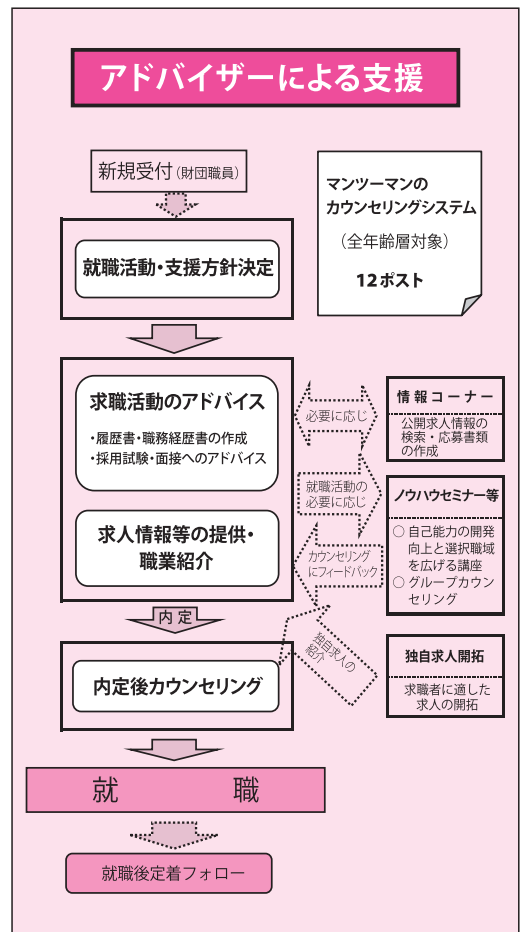 アドバイザーによる支援
新規受付（財団職員）
マンツーマンの
カウンセリングシステム
（全年齢層対象）
12ポスト
就職活動・支援方針決定
求職活動のアドバイス
・履歴書・職務経歴書の作成
・採用試験・面接へのアドバイス
必要に応じ
情報コーナー
公開求人情報の
検索・応募書類
の作成
就職活動の
必要に応じ
ノウハウセミナー等
○ 自己能力の開発
向上と選択職域
を広げる講座
○ グループカウン
セリング
求人情報等の提供・
職業紹介
カウンセリング
にフィードバック
内定
独自求人の
紹介
独自求人開拓
求職者に適した
求人の開拓
内定後カウンセリング
就　職
就職後定着フォロー